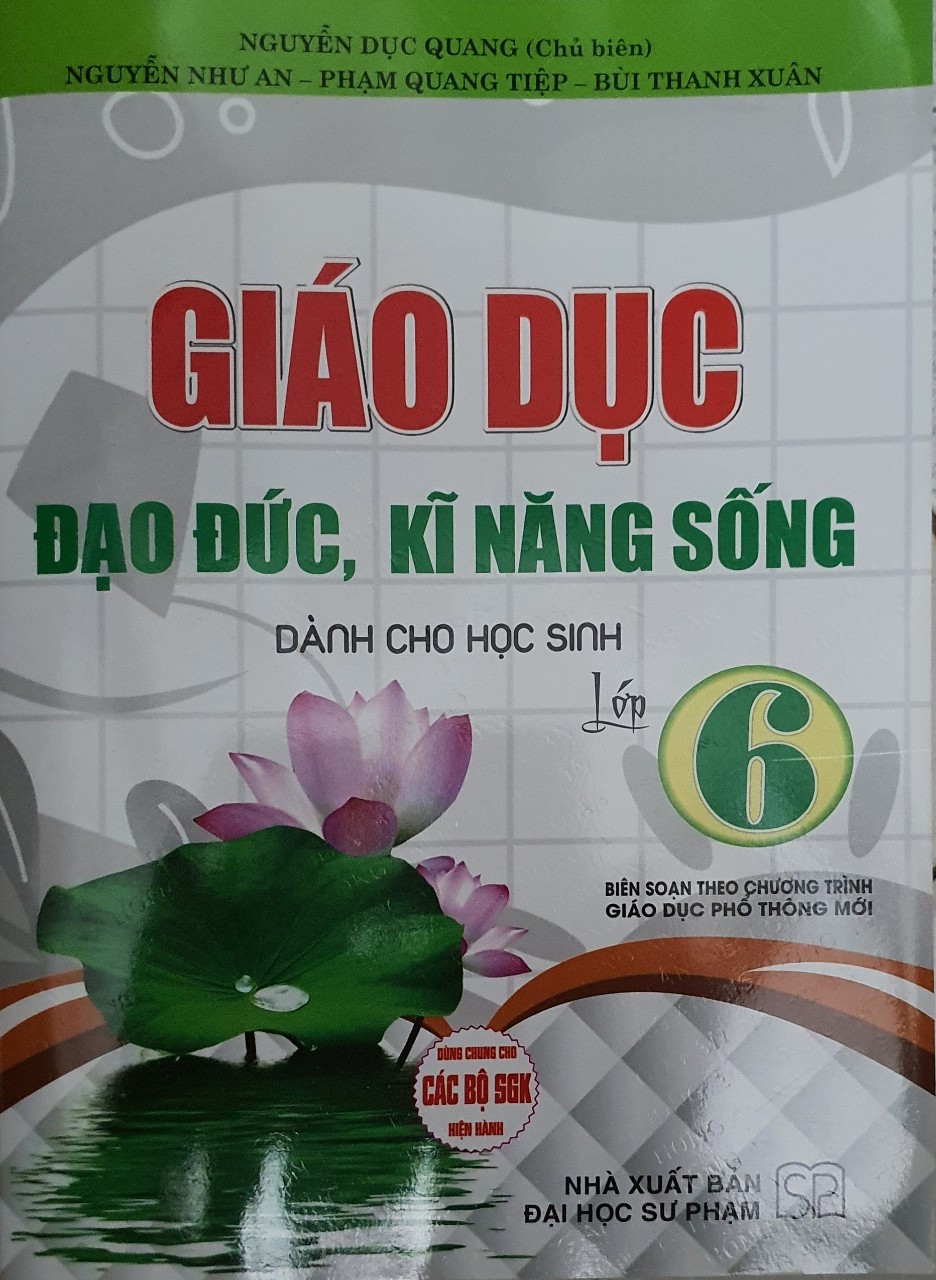 NGUYỄN DỤC QUANG (Chủ biên)
NGUYỄN NHƯ AN – PHẠM QUANG TIỆP – BÙI THANH XUÂN
GIÁO DỤC
ĐẠO ĐỨC, KĨ NĂNG SỐNG
DÀNH CHO HỌC SINH
Lớp 6
BIÊN SOẠN THEO CHƯƠNG TRÌNH
GIÁO DỤC PHỔ THÔNG MỚI
DÙNG CHUNG CHO
CÁC BỘ SGK
HIỆN HÀNH
NHÀ XUẤT BẢN
ĐẠI HỌC SƯ PHẠM
SP